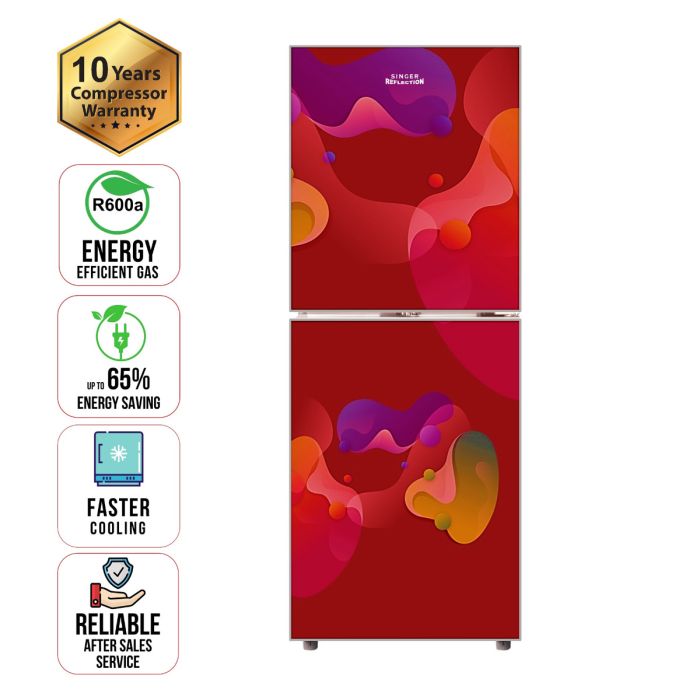 10 Years
Compressor
Warranty
R600a
ENERGY
EFFICIENT GAS
UP TO 65%
ENERGY SAVING
FASTER
COOLING
RELIABLE
AFTER SALES
SERVICE
SINGER
REFLECTION